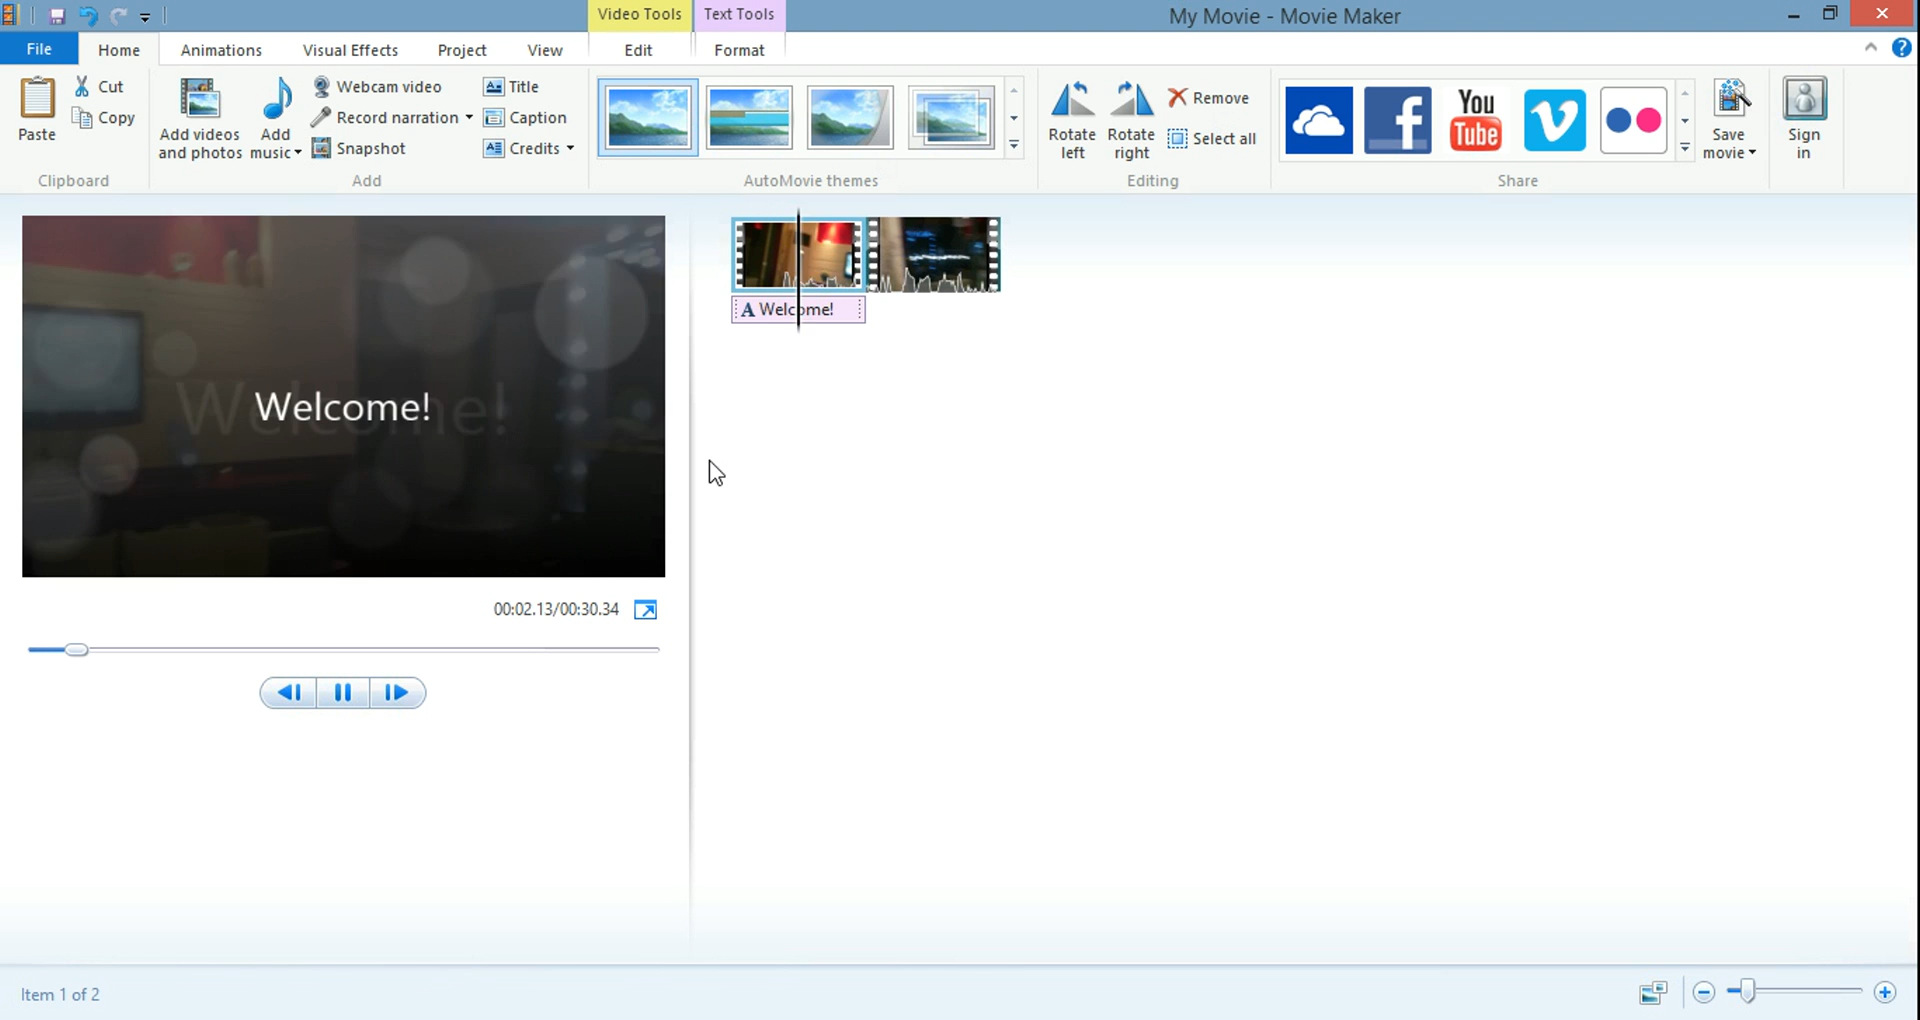 Video Tools
Text Tools
My Movie - Movie Maker
File
Home
Animations
Visual Effects
Project
View
Edit
Format
Paste
Cut
Copy
Clipboard
Add videos
and photos
Add
music
Webcam video
Record narration
Snapshot
Title
Caption
Credits
Add
AutoMovie themes
Rotate
left
Rotate
right
Remove
Select all
Editing
f
You
Tube
V
Share
Save
movie
Sign
in
Welcome!
Welcome!
A Welcome!
00:02.13/00:30.34
Item 1 of 2